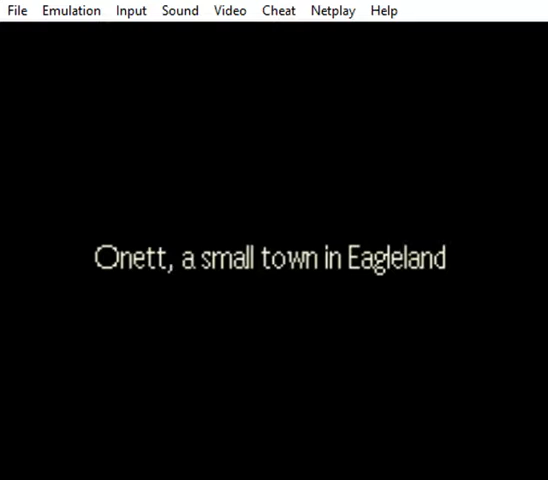 File Emulation Input Sound Video Cheat Netplay Help
Onett, a small town in Eagleland